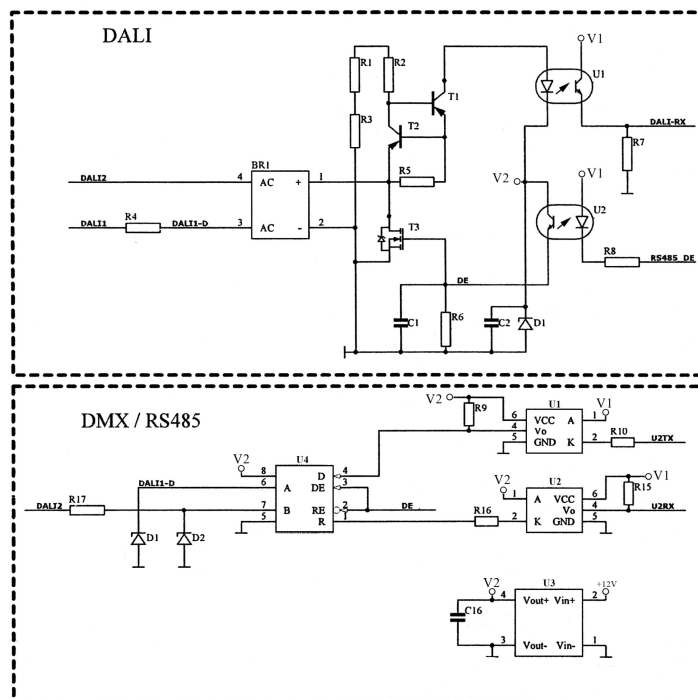 DALI
V1
R1
R2
U1
T1
DALI-RX
R3
T2
R7
BR1
DALI2
4
AC
+
1
R5
V2
V1
U2
DALI1
R4
DALI1-D
3
AC
-
2
T3
R8
RS485_DE
DE
C1
R6
C2
D1
DMX / RS485
V2
R9
U1
V1
6
VCC
A
1
4
Vo
R10
5
GND
K
2
U2TX
V2
U4
8
D
4
DALI1-D
6
A
DE
3
V2
U2
V1
1
A
VCC
6
R15
DALI2
R17
7
B
RE
2
DE
R16
Vo
4
U2RX
5
R
1
2
K
GND
5
D1
D2
U3
V2
+12V
4
Vout+
Vin+
2
C16
3
Vout-
Vin-
1